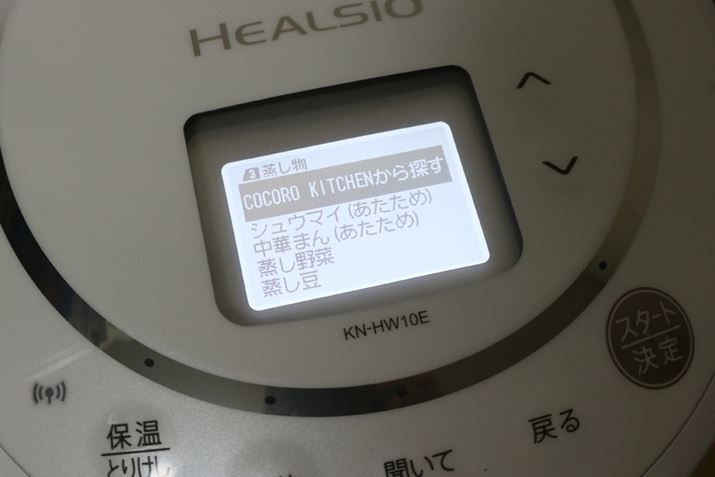 HEALSIO
3 蒸し物
COCORO KITCHENから探す
シュウマイ(あたため)
中華まん(あたため)
蒸し野菜
蒸し豆
KN-HW10E
スタート
決定
戻る
聞いて
保温
とりけし